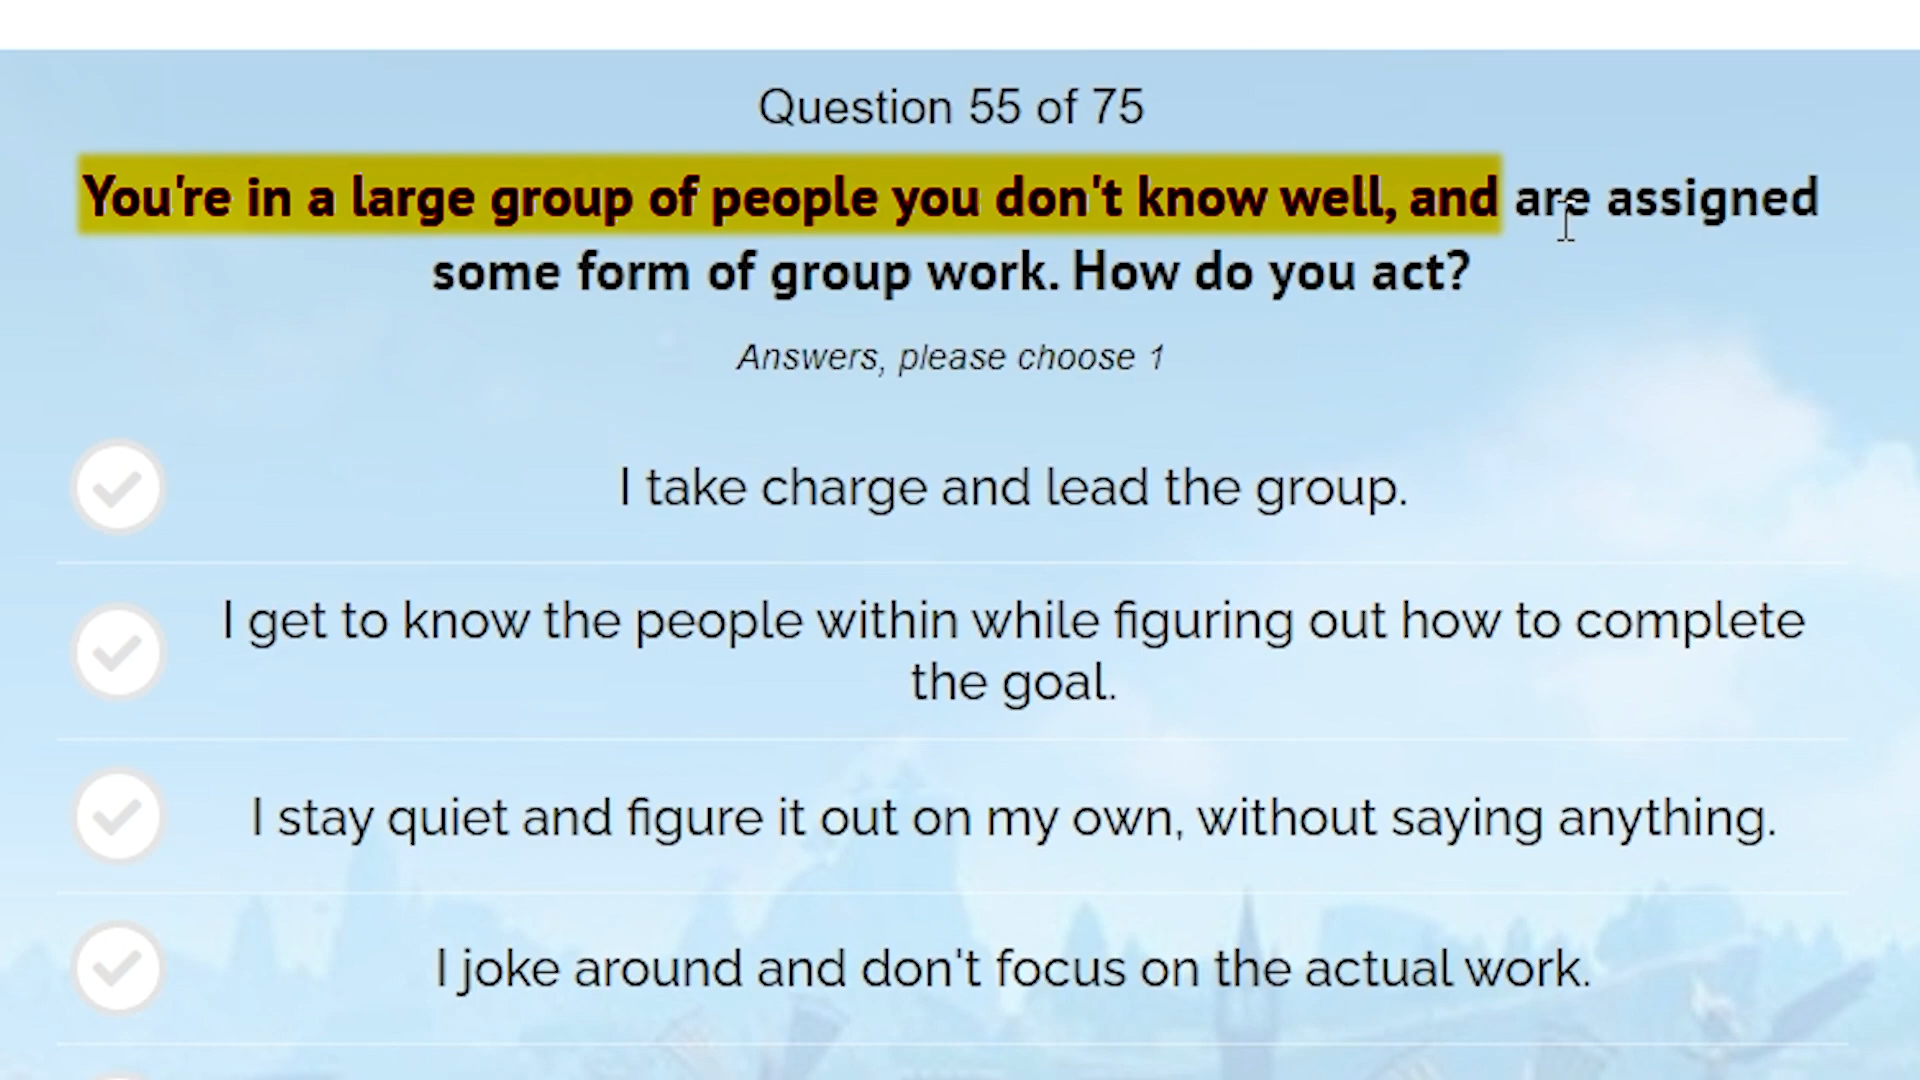 Question 55 of 75
You're in a large group of people you don't know well, and are assigned
some form of group work. How do you act?
Answers, please choose 1
I take charge and lead the group.
I get to know the people within while figuring out how to complete
the goal.
I stay quiet and figure it out on my own, without saying anything.
I joke around and don't focus on the actual work.